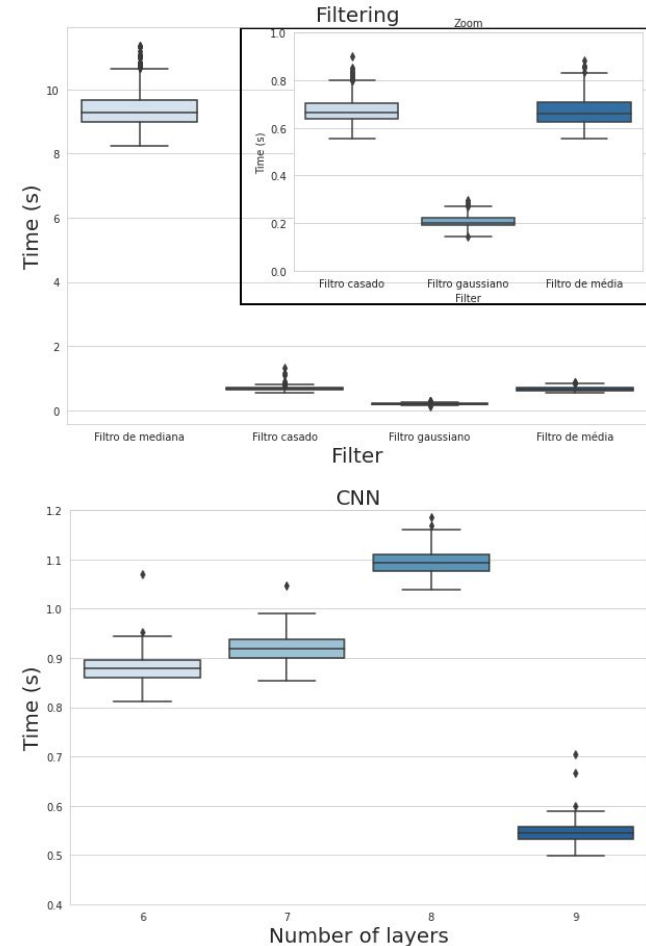 Filtering
Zoom
1.0
0.8
0.6
0.4
0.2
0.0
Time (s)
Filtro casado Filtro gaussiano Filtro de média
Filter
10
8
6
4
2
0
Time (s)
Filtro de mediana Filtro casado Filtro gaussiano Filtro de média
Filter
CNN
1.2
1.1
1.0
0.9
0.8
0.7
0.6
0.5
0.4
Time (s)
6 7 8 9
Number of layers